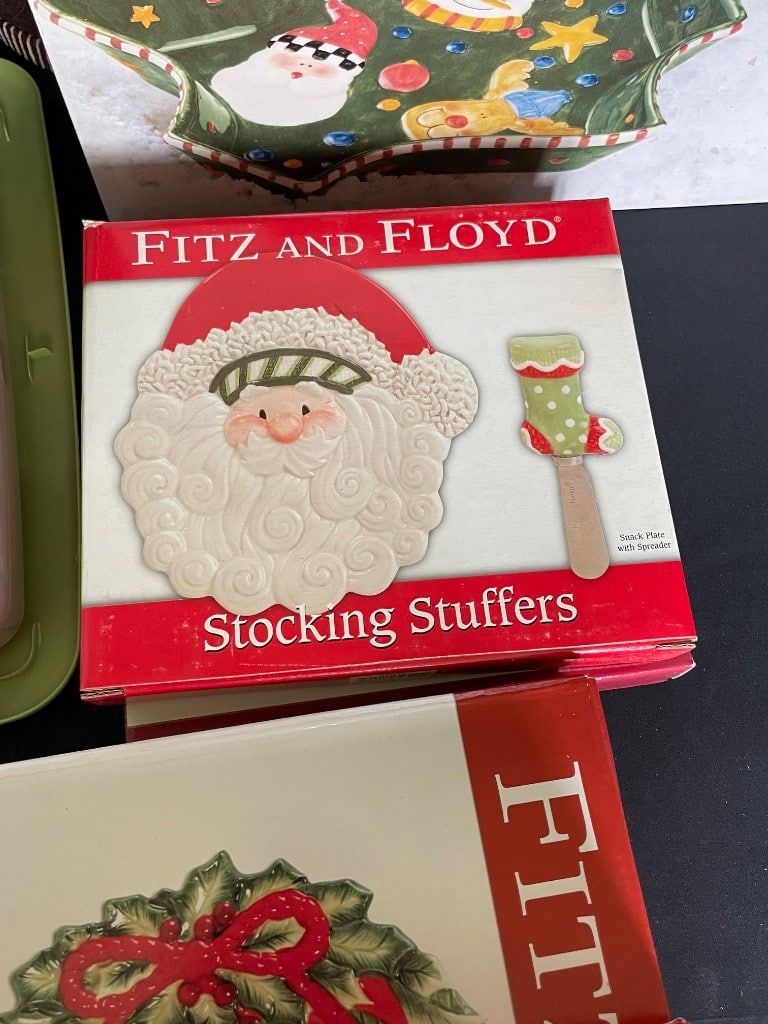 FITZ AND FLOYD®
Snack Plate
with Spreader
Stocking Stuffers
FITZ